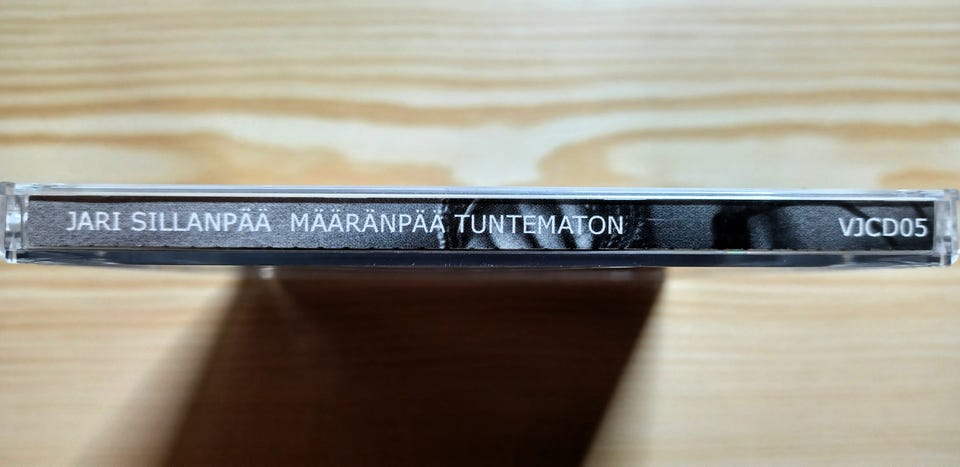 JARI SILLANPÄÄ MÄÄRÄNPÄÄ TUNTEMATON VJCD05